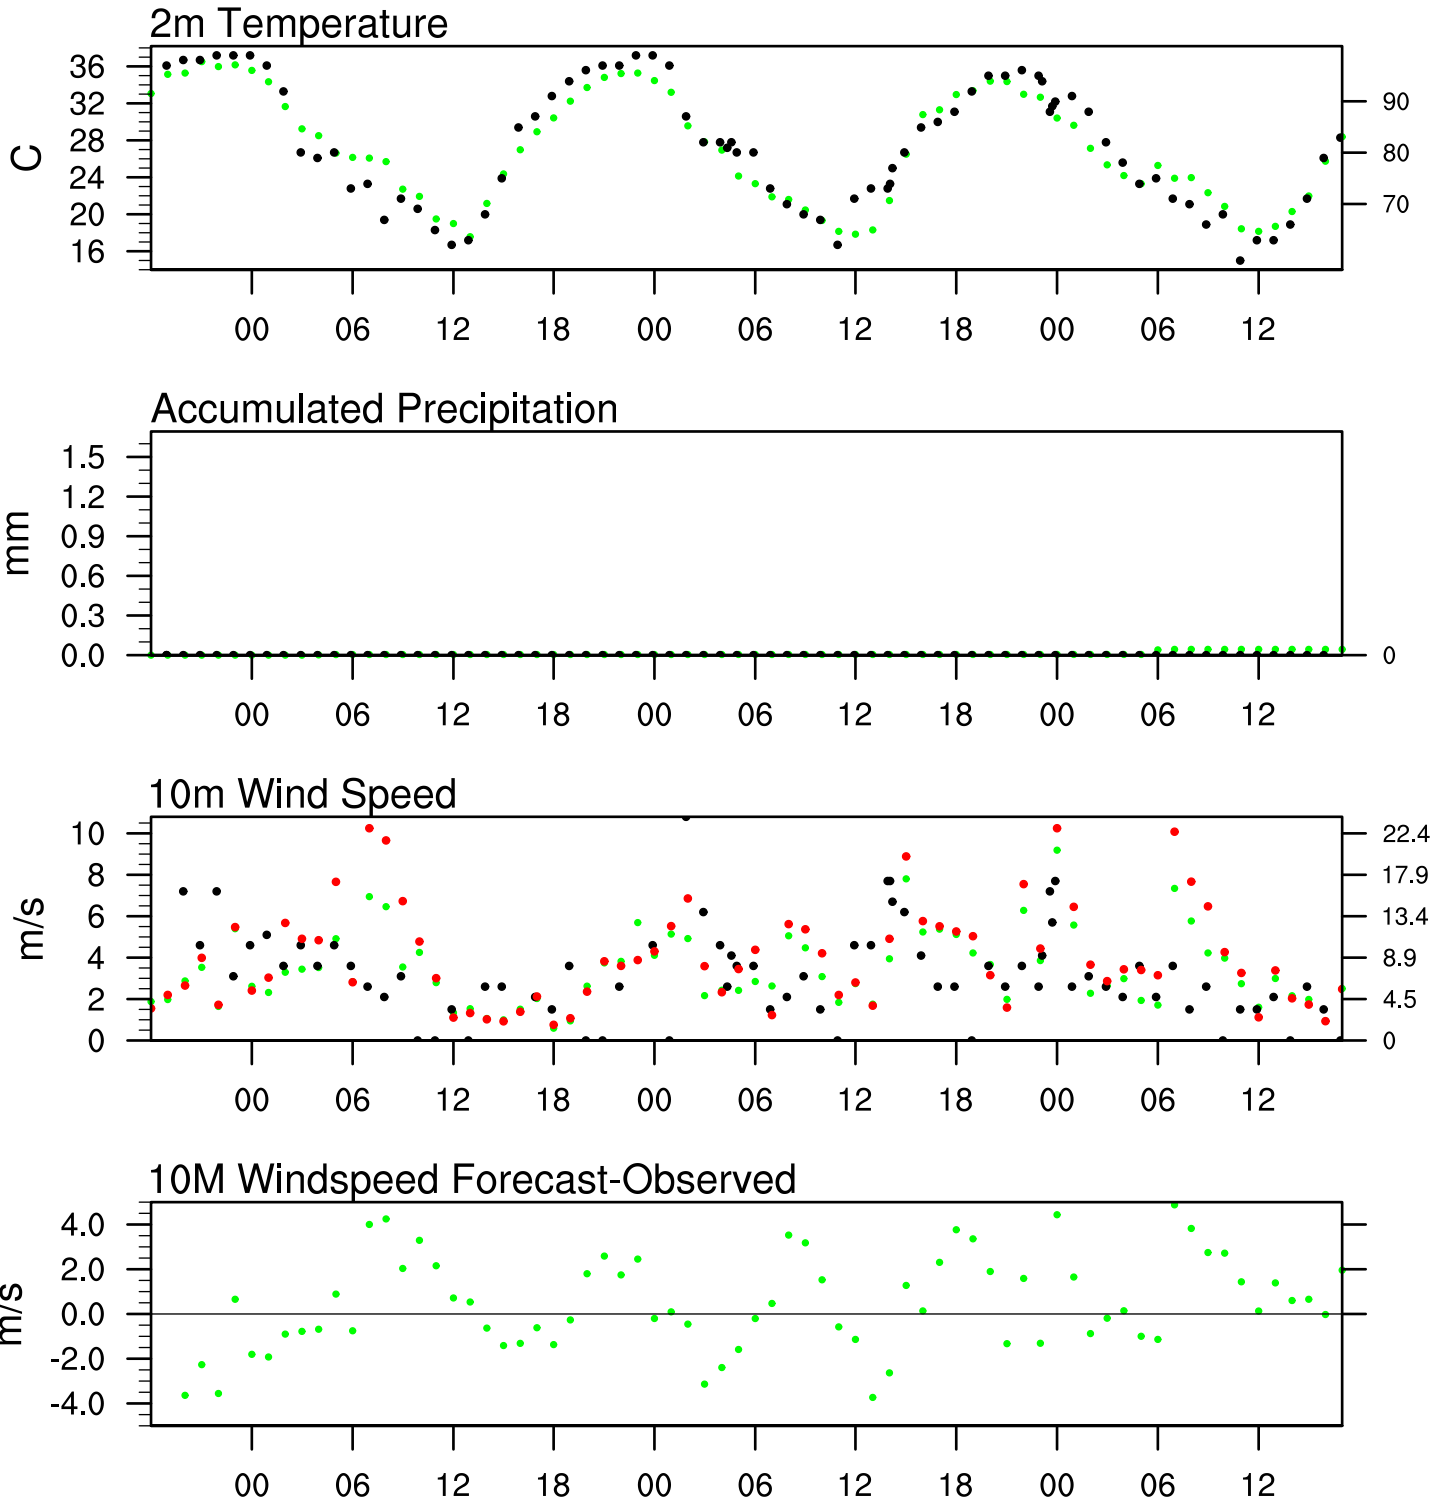 2m Temperature
36
32
28
24
20
16
C
90
80
70
00 06 12 18 00 06 12 18 00 06 12
Accumulated Precipitation
1.5
1.2
0.9
0.6
0.3
0.0
mm
0
00 06 12 18 00 06 12 18 00 06 12
10m Wind Speed
10
8
6
4
2
0
m/s
22.4
17.9
13.4
8.9
4.5
0
00 06 12 18 00 06 12 18 00 06 12
10M Windspeed Forecast-Observed
4.0
2.0
0.0
-2.0
-4.0
m/s
00 06 12 18 00 06 12 18 00 06 12